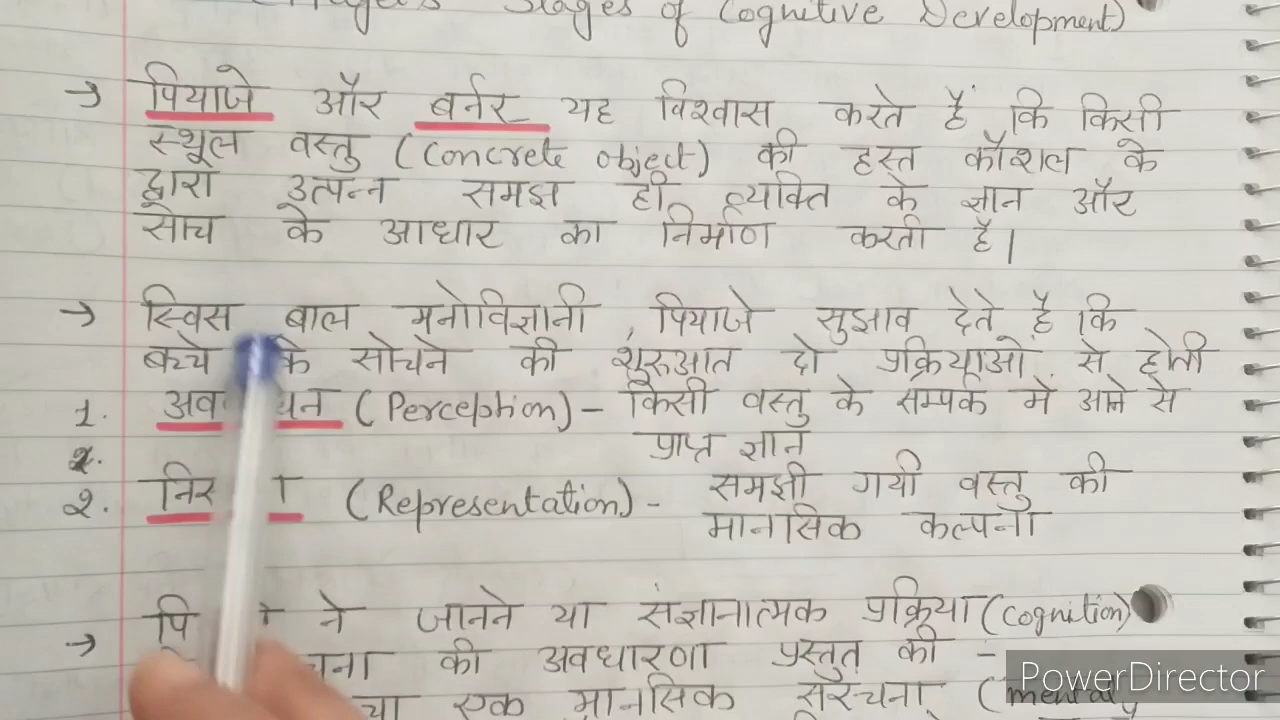 Stages of Cognitive Development)
→ पियाजे और बर्नर यह विश्वास करते हैं कि किसी
स्थूल वस्तु (Concrete object) की हस्त कौशल के
द्वारा उत्पन्न समझ ही व्यक्ति के ज्ञान और
सोच के आधार का निर्माण करती है।
→ स्विस बाल मनोविज्ञानी, पियाजे सुझाव देते है कि
बच्चे के सोचने की शुरुआत दो प्रक्रियाओं से होती
1. (Perception) - किसी वस्तु के सम्पर्क मे आने से
प्राप्त ज्ञान
2. (Representation) - समझी गयी वस्तु की
मानसिक कल्पना
→ ने जानने या संज्ञानात्मक प्रक्रिया (Cognition)
की अवधारणा प्रस्तुत की -
एक मानसिक संरचना (mental
PowerDirector